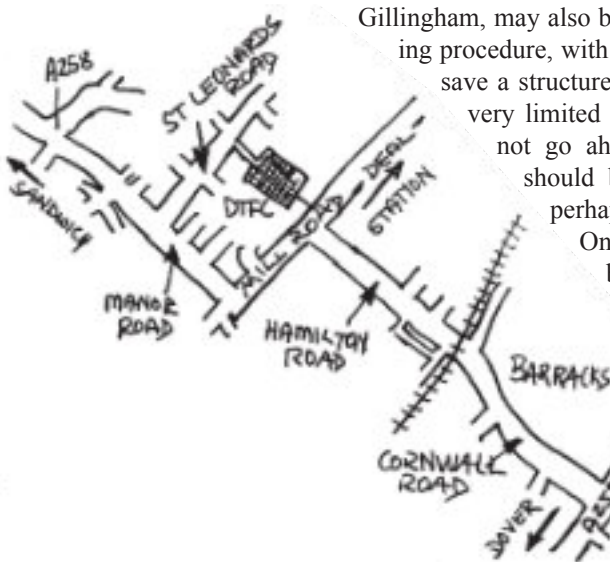 Gillingham, may also b
ing procedure, with
save a structure
very limited
not go ah
should b
perhap
On
b
A258
ST LEONARDS
ROAD
SANDWICH
DTFC
MILL ROAD
DEAL
STATION
MANOR
ROAD
HAMILTON
ROAD
BARRACKS
CORNWALL
ROAD
DOVER